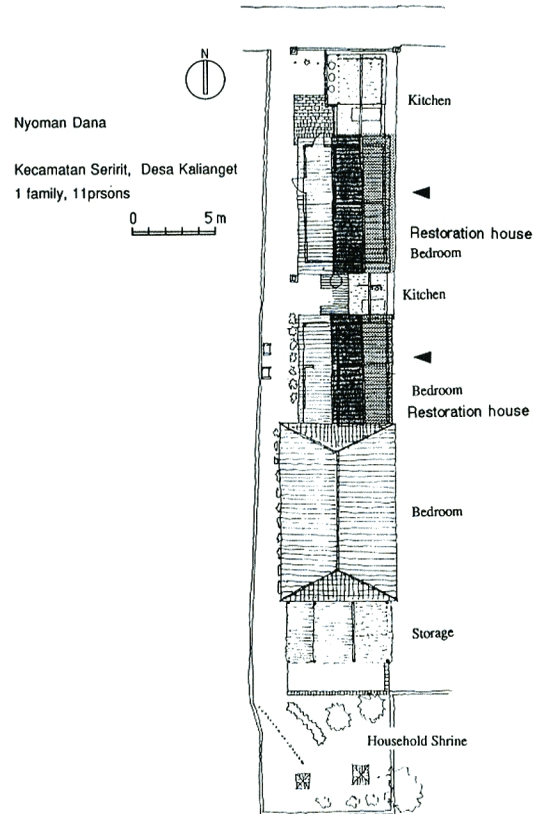 N
Nyoman Dana
Kecamatan Seririt, Desa Kalianget
1 family, 11prsons
0 5 m
Kitchen
Restoration house
Bedroom
Kitchen
Bedroom
Restoration house
Bedroom
Storage
Household Shrine